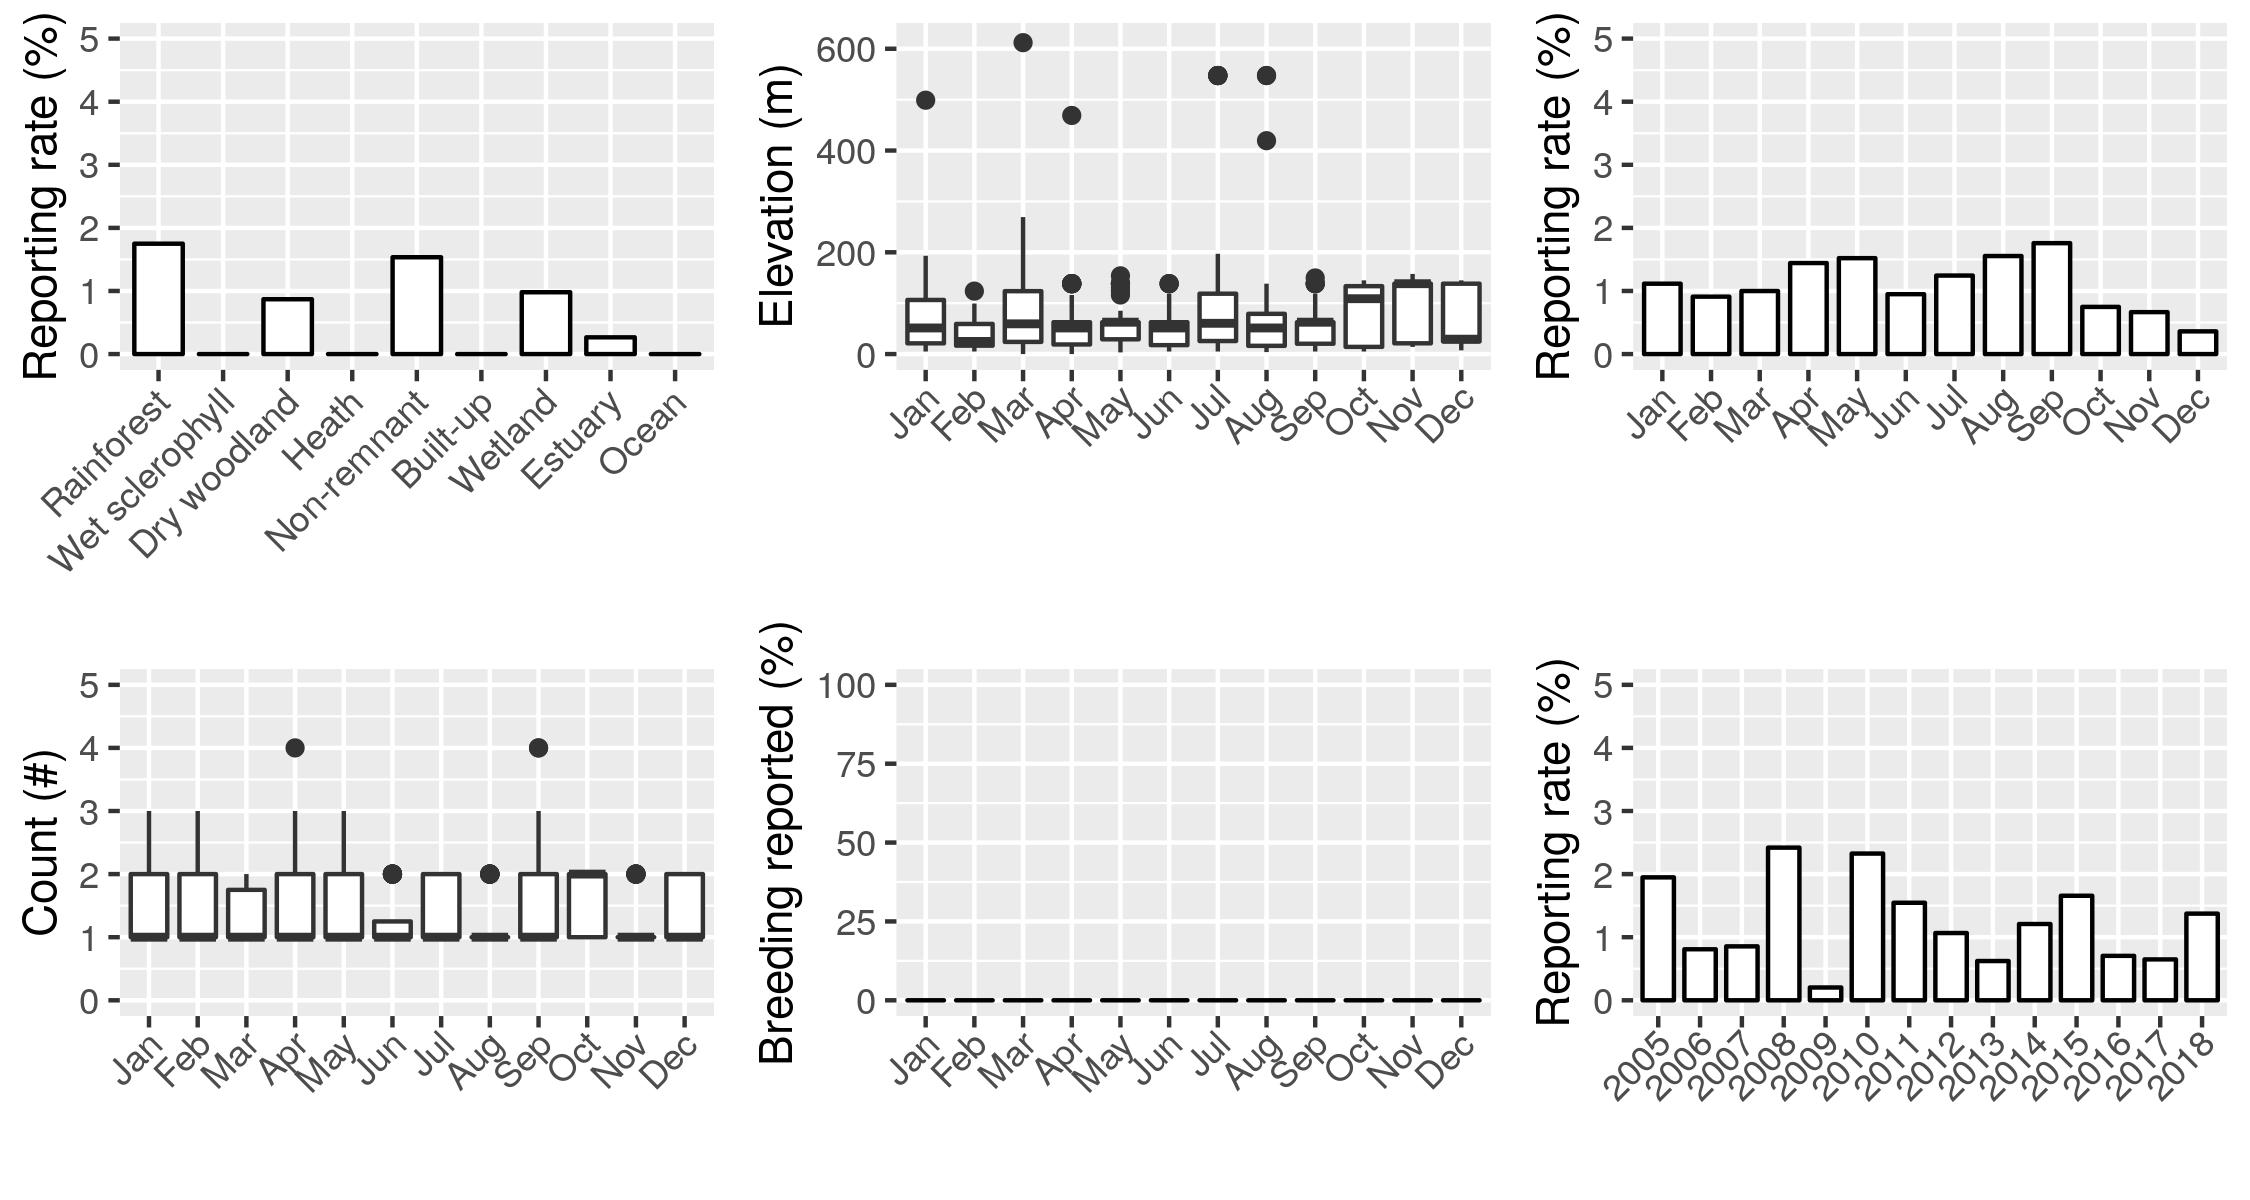 Reporting rate (%)
5
4
3
2
1
0
Rainforest
Wet sclerophyll
Dry woodland
Heath
Non-remnant
Built-up
Wetland
Estuary
Ocean
Elevation (m)
600
400
200
0
Jan
Feb
Mar
Apr
May
Jun
Jul
Aug
Sep
Oct
Nov
Dec
Reporting rate (%)
5
4
3
2
1
0
Jan
Feb
Mar
Apr
May
Jun
Jul
Aug
Sep
Oct
Nov
Dec
Count (#)
5
4
3
2
1
0
Jan
Feb
Mar
Apr
May
Jun
Jul
Aug
Sep
Oct
Nov
Dec
Breeding reported (%)
100
75
50
25
0
Jan
Feb
Mar
Apr
May
Jun
Jul
Aug
Sep
Oct
Nov
Dec
Reporting rate (%)
5
4
3
2
1
0
2005
2006
2007
2008
2009
2010
2011
2012
2013
2014
2015
2016
2017
2018